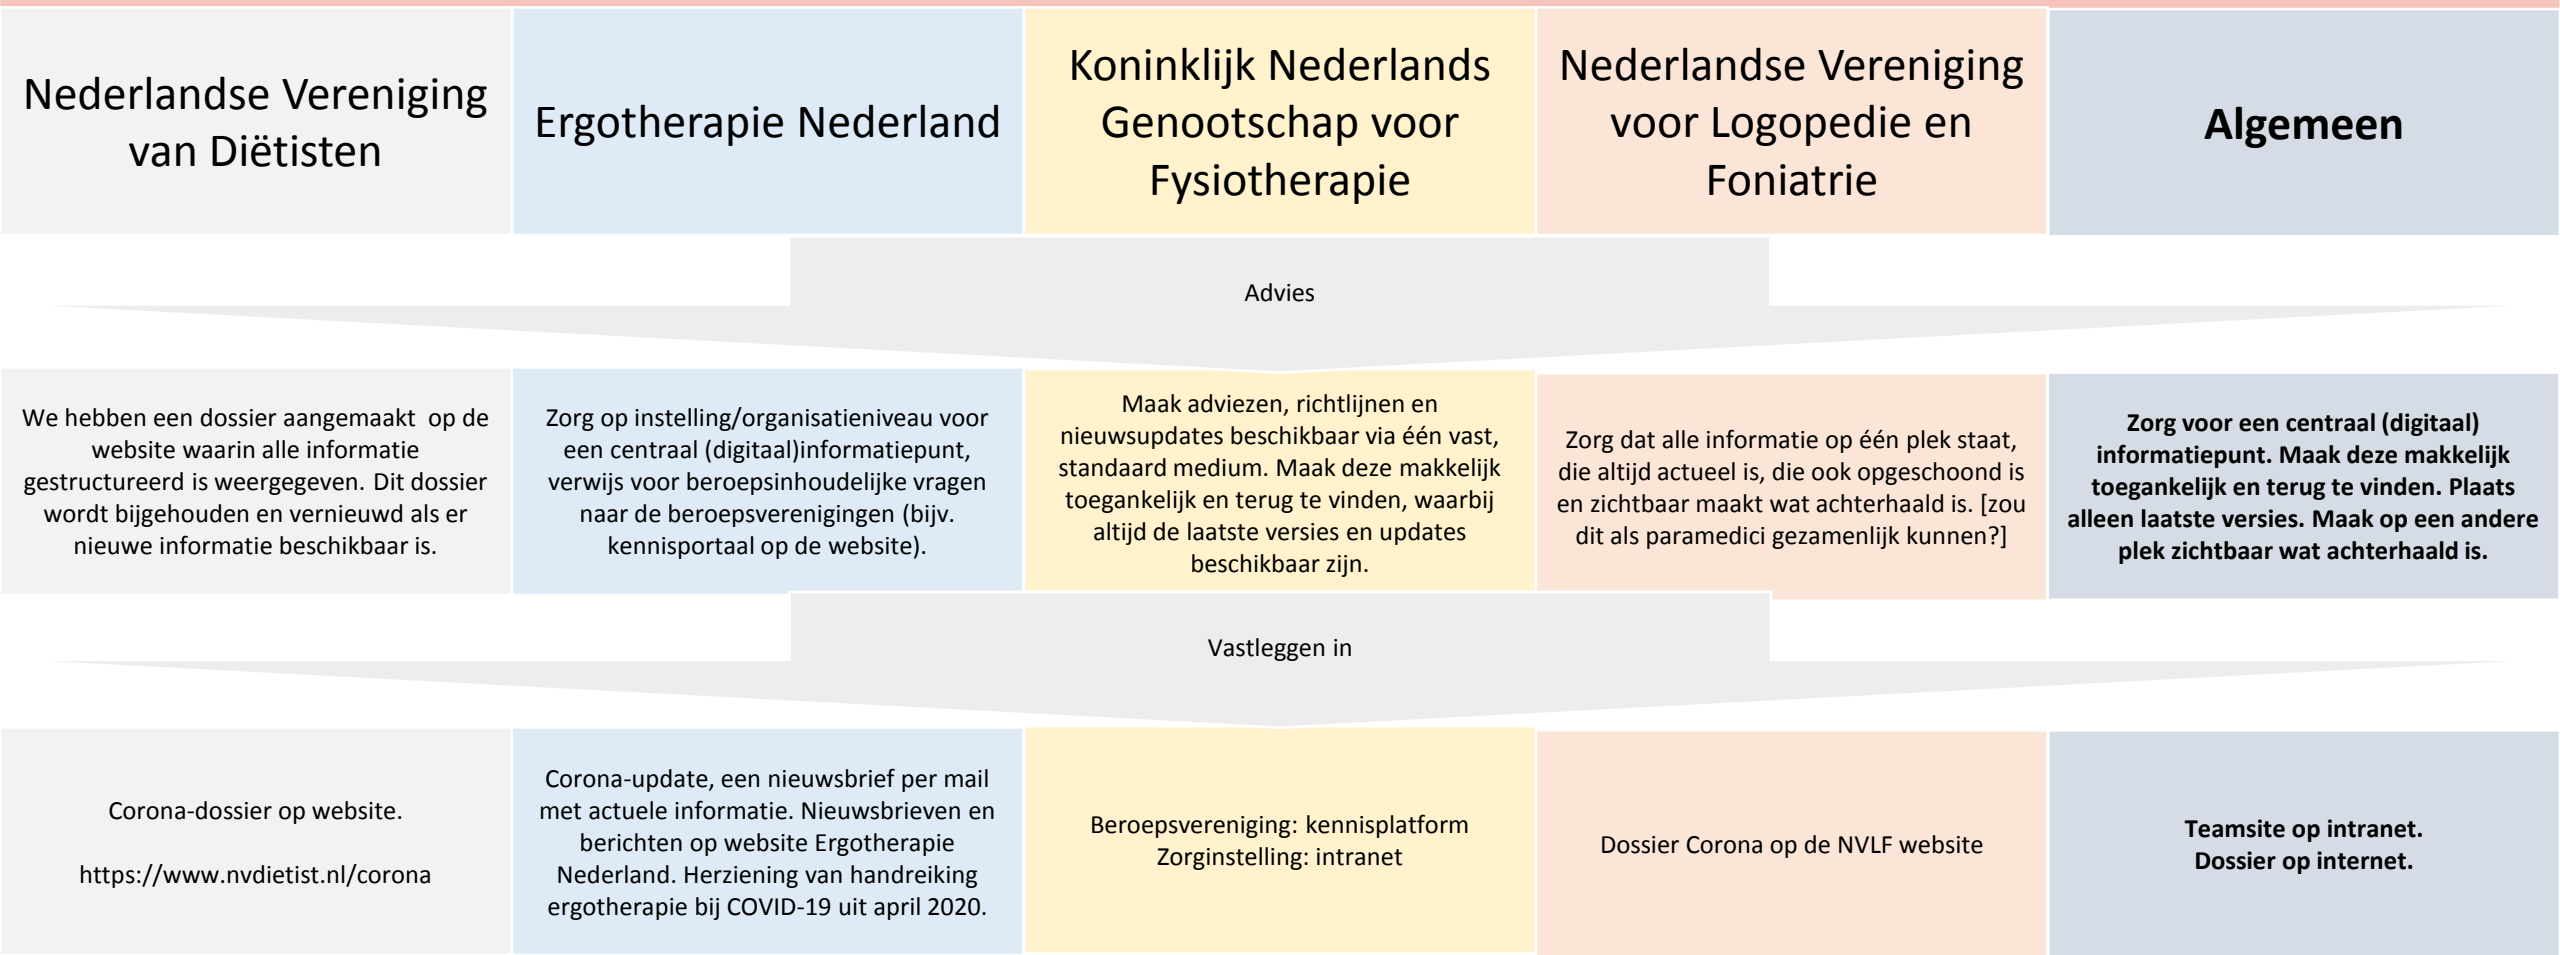 Nederlandse Vereniging
van Diëtisten
Ergotherapie Nederland
Koninklijk Nederlands
Genootschap voor
Fysiotherapie
Nederlandse Vereniging
voor Logopedie en
Foniatrie
Algemeen
Advies
We hebben een dossier aangemaakt op de
website waarin alle informatie
gestructureerd is weergegeven. Dit dossier
wordt bijgehouden en vernieuwd als er
nieuwe informatie beschikbaar is.
Zorg op instelling/organisatieniveau voor
een centraal (digitaal)informatiepunt,
verwijs voor beroepsinhoudelijke vragen
naar de beroepsverenigingen (bijv.
kennisportaal op de website).
Maak adviezen, richtlijnen en
nieuwsupdates beschikbaar via één vast,
standaard medium. Maak deze makkelijk
toegankelijk en terug te vinden, waarbij
altijd de laatste versies en updates
beschikbaar zijn.
Zorg dat alle informatie op één plek staat,
die altijd actueel is, die ook opgeschoond is
en zichtbaar maakt wat achterhaald is. [zou
dit als paramedici gezamenlijk kunnen?]
Zorg voor een centraal (digitaal)
informatiepunt. Maak deze makkelijk
toegankelijk en terug te vinden. Plaats
alleen laatste versies. Maak op een andere
plek zichtbaar wat achterhaald is.
Vastleggen in
Corona-dossier op website.
https://www.nvdietist.nl/corona
Corona-update, een nieuwsbrief per mail
met actuele informatie. Nieuwsbrieven en
berichten op website Ergotherapie
Nederland. Herziening van handreiking
ergotherapie bij COVID-19 uit april 2020.
Beroepsvereniging: kennisplatform
Zorginstelling: intranet
Dossier Corona op de NVLF website
Teamsite op intranet.
Dossier op internet.